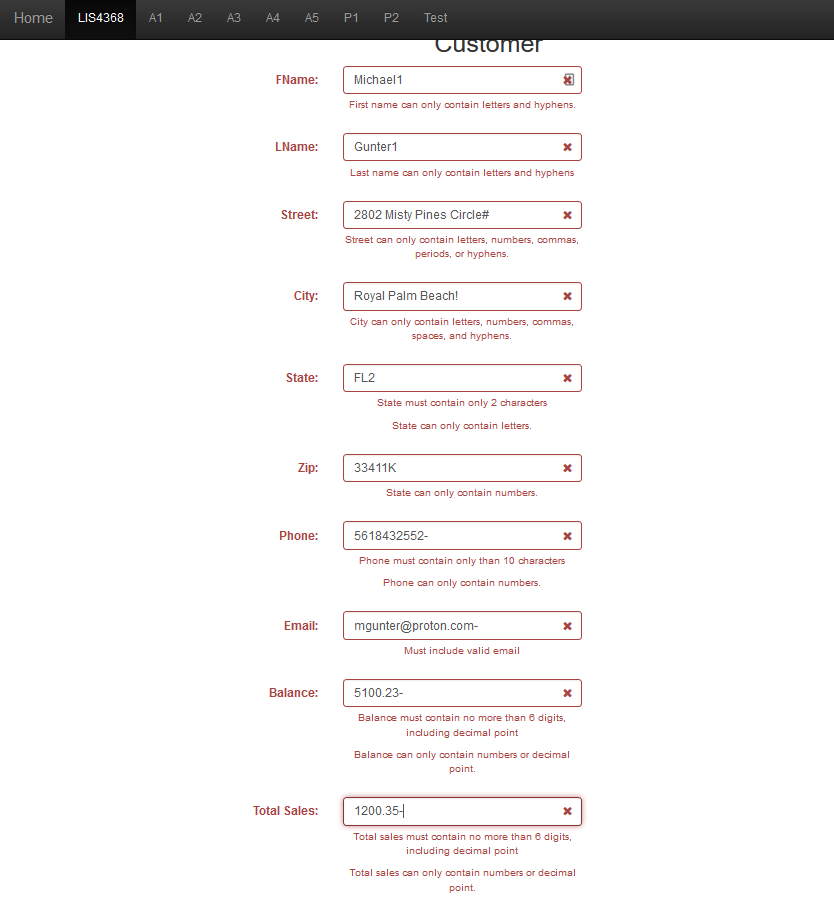 Home LIS4368 A1 A2 A3 A4 A5 P1 P2 Test
Customer
FName: Michael1
First name can only contain letters and hyphens.
LName: Gunter1
Last name can only contain letters and hyphens
Street: 2802 Misty Pines Circle#
Street can only contain letters, numbers, commas,
periods, or hyphens.
City: Royal Palm Beach!
City can only contain letters, numbers, commas,
spaces, and hyphens.
State: FL2
State must contain only 2 characters
State can only contain letters.
Zip: 33411K
State can only contain numbers.
Phone: 5618432552-
Phone must contain only than 10 characters
Phone can only contain numbers.
Email: mgunter@proton.com-
Must include valid email
Balance: 5100.23-
Balance must contain no more than 6 digits,
including decimal point
Balance can only contain numbers or decimal
point.
Total Sales: 1200.35-
Total sales must contain no more than 6 digits,
including decimal point
Total sales can only contain numbers or decimal
point.